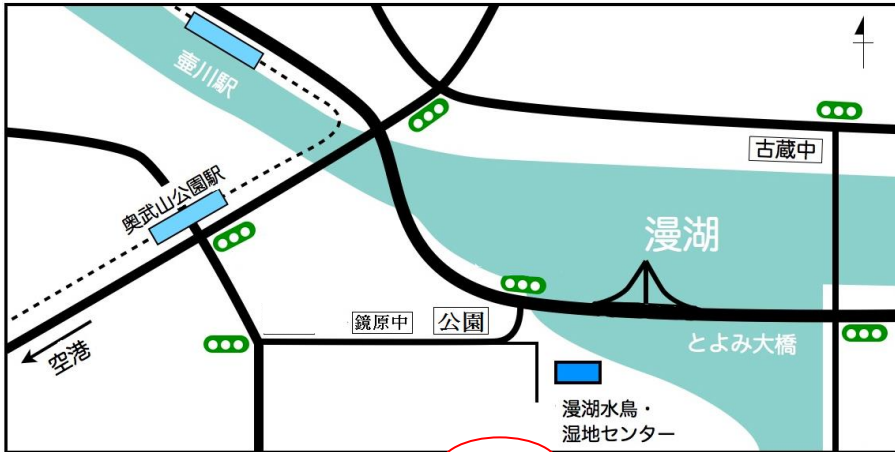 壺川駅
古蔵中
奥武山公園駅
漫湖
鏡原中
公園
とよみ大橋
空港
漫湖水鳥・
湿地センター